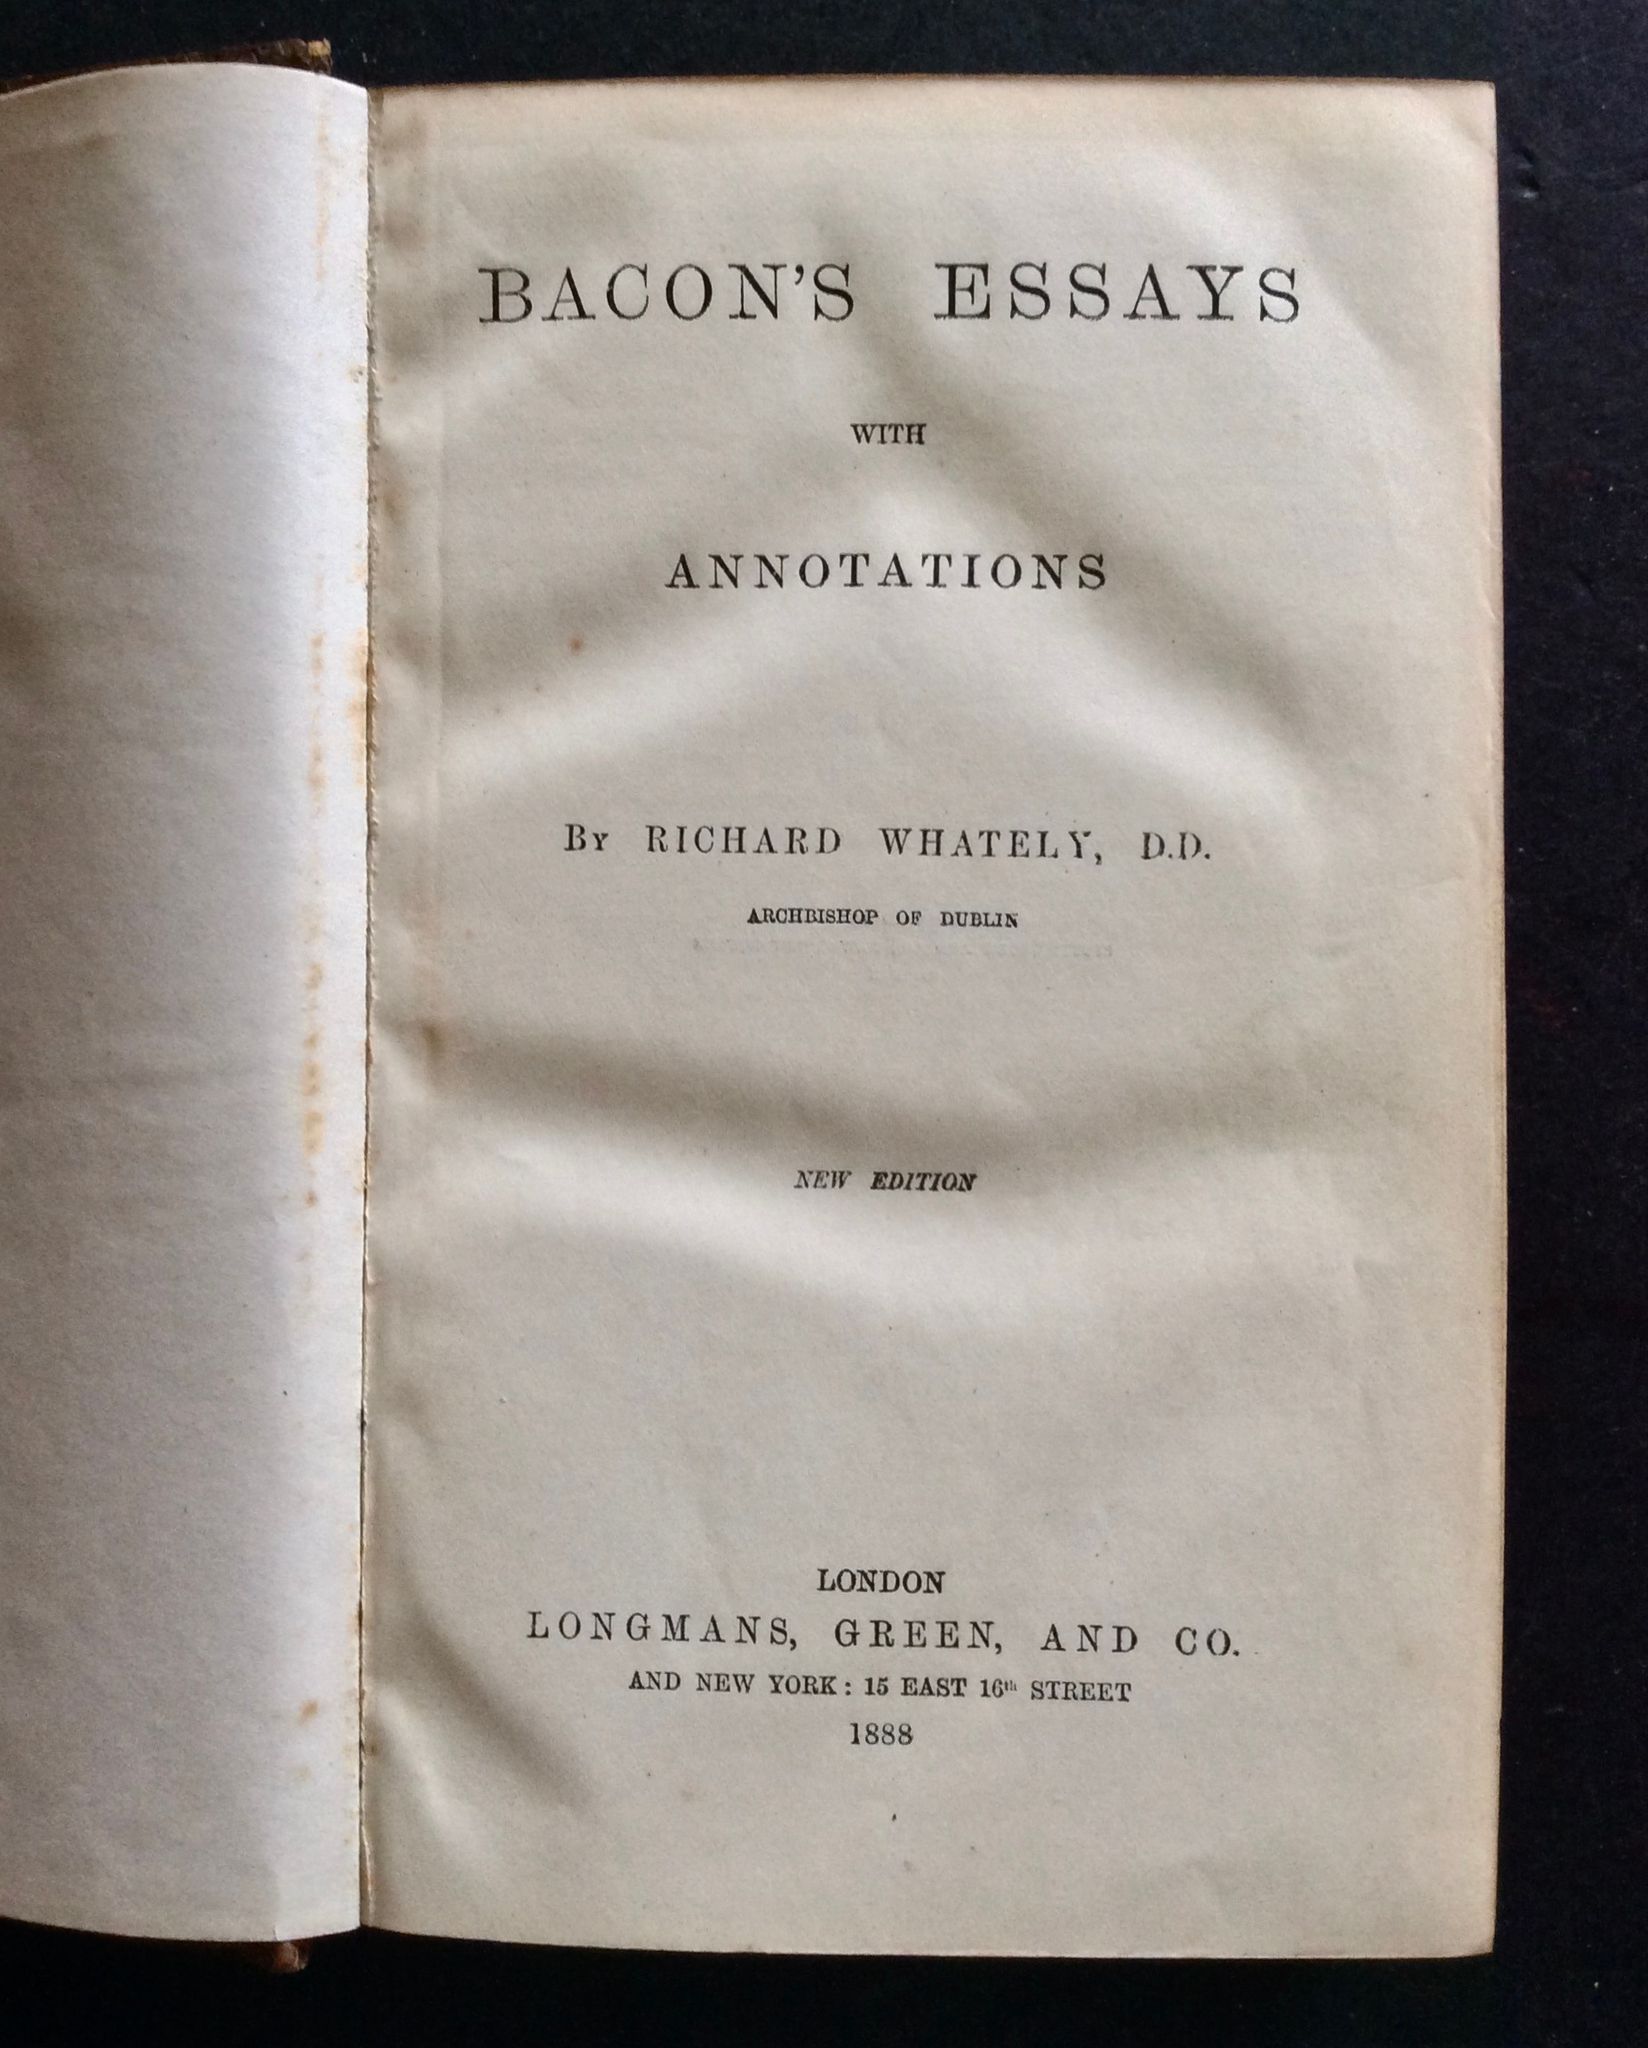 BACON'S ESSAYS
WITH
ANNOTATIONS
By RICHARD WHATELY, D.D.
ARCHBISHOP OF DUBLIN
NEW EDITION
LONDON
LONGMANS, GREEN, AND CO.
AND NEW YORK: 15 EAST 16th STREET
1888